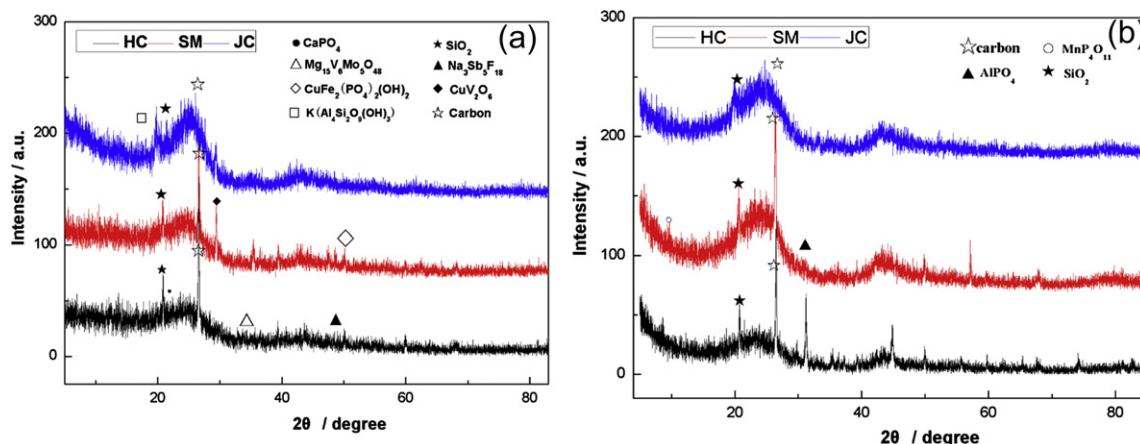 (a)
HC SM JC
CaPO4
SiO2
Mg15V6Mo5O48
Na3Sb5F18
CuFe2(PO4)2(OH)2
CuV2O6
K(Al4Si2O9(OH)3)
Carbon
Intensity / a.u.
300
200
100
0
20 40 60 80
2θ / degree
(b)
HC SM JC
carbon
MnP4O11
AlPO4
SiO2
Intensity / a.u.
300
200
100
0
20 40 60 80
2θ / degree